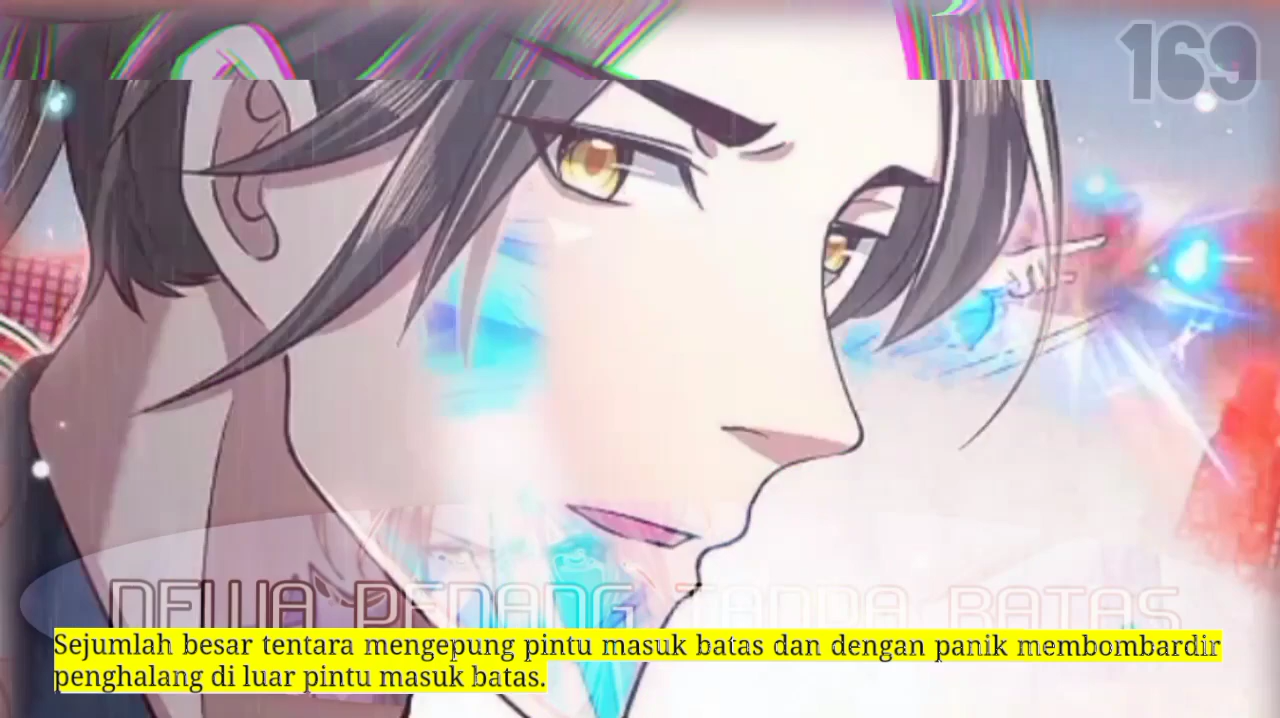 169
DEWA PEDANG TANPA BATAS
Sejumlah besar tentara mengepung pintu masuk batas dan dengan panik membombardir
penghalang di luar pintu masuk batas.